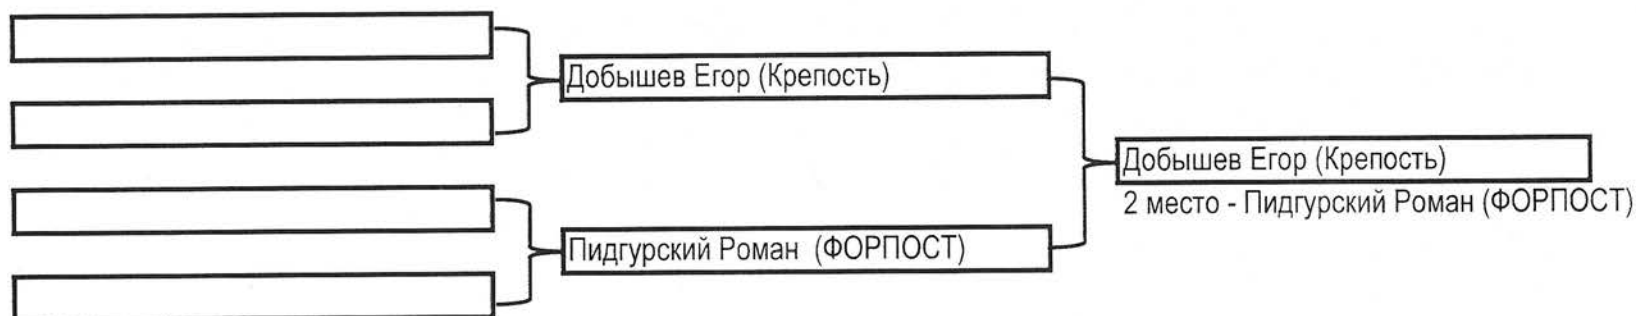 Добышев Егор (Крепость)
Добышев Егор (Крепость)
2 место - Пидгурский Роман (ФОРПОСТ)
Пидгурский Роман (ФОРПОСТ)